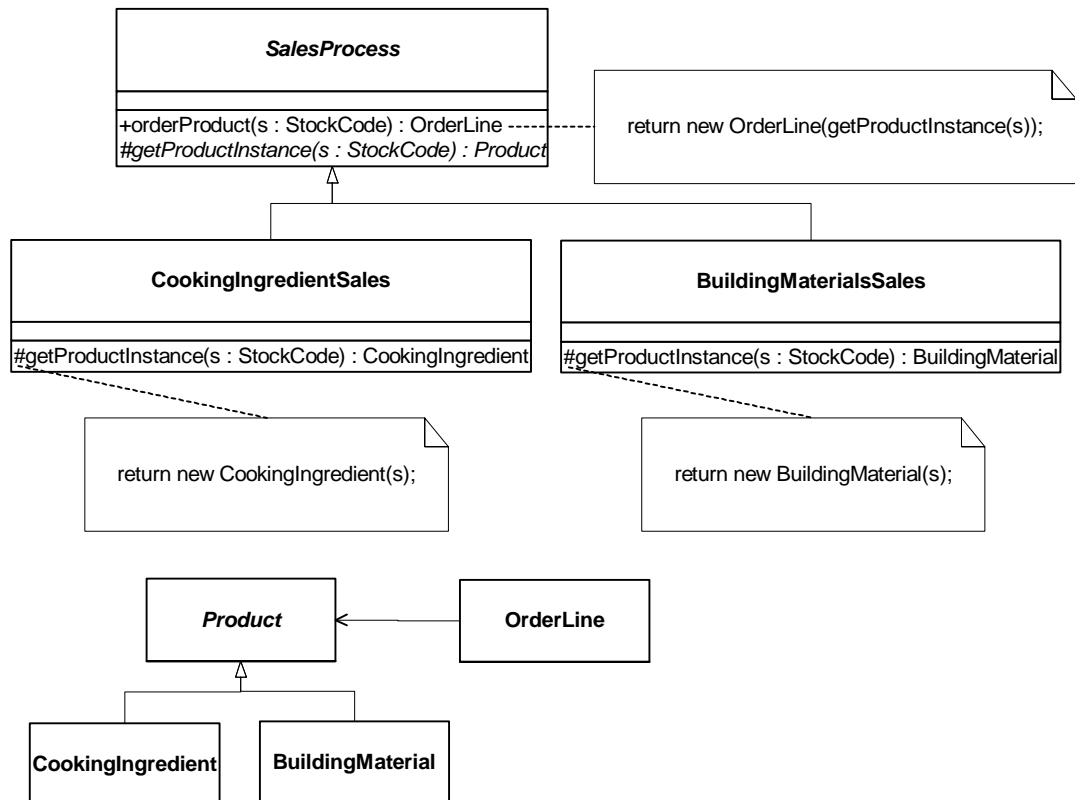 SalesProcess
+orderProduct(s : StockCode) : OrderLine
#getProductInstance(s : StockCode) : Product
return new OrderLine(getProductInstance(s));
CookingIngredientSales
#getProductInstance(s : StockCode) : CookingIngredient
BuildingMaterialsSales
#getProductInstance(s : StockCode) : BuildingMaterial
return new CookingIngredient(s);
return new BuildingMaterial(s);
Product
OrderLine
CookingIngredient
BuildingMaterial